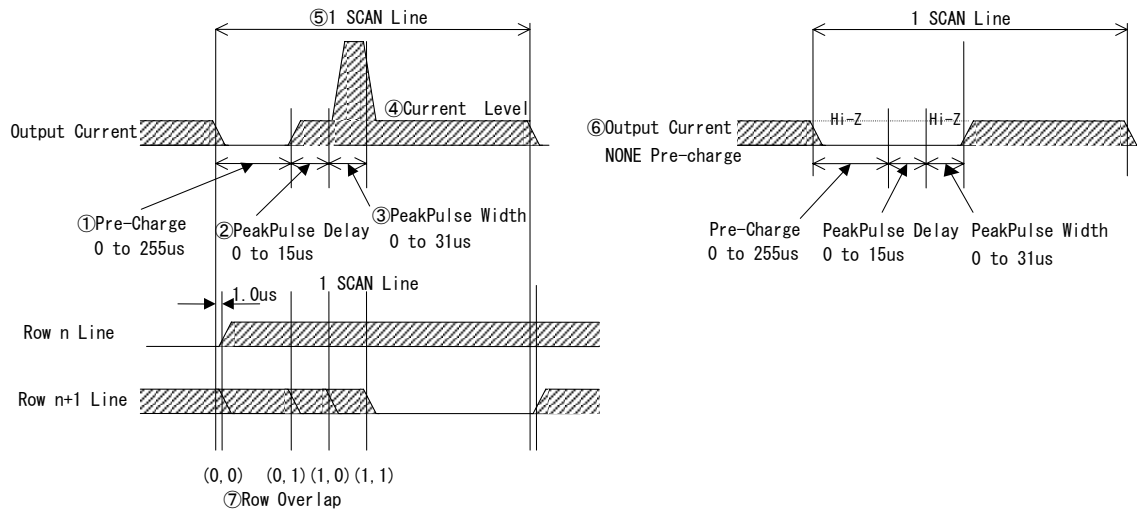 ⑤1 SCAN Line
Output Current
④Current Level
①Pre-Charge
0 to 255us
②PeakPulse Delay
0 to 15us
③PeakPulse Width
0 to 31us
1 SCAN Line
⑥Output Current
NONE Pre-charge
Hi-Z
Hi-Z
Pre-Charge
0 to 255us
PeakPulse Delay
0 to 15us
PeakPulse Width
0 to 31us
1 SCAN Line
1.0us
Row n Line
Row n+1 Line
(0, 0) (0, 1) (1, 0) (1, 1)
⑦Row Overlap